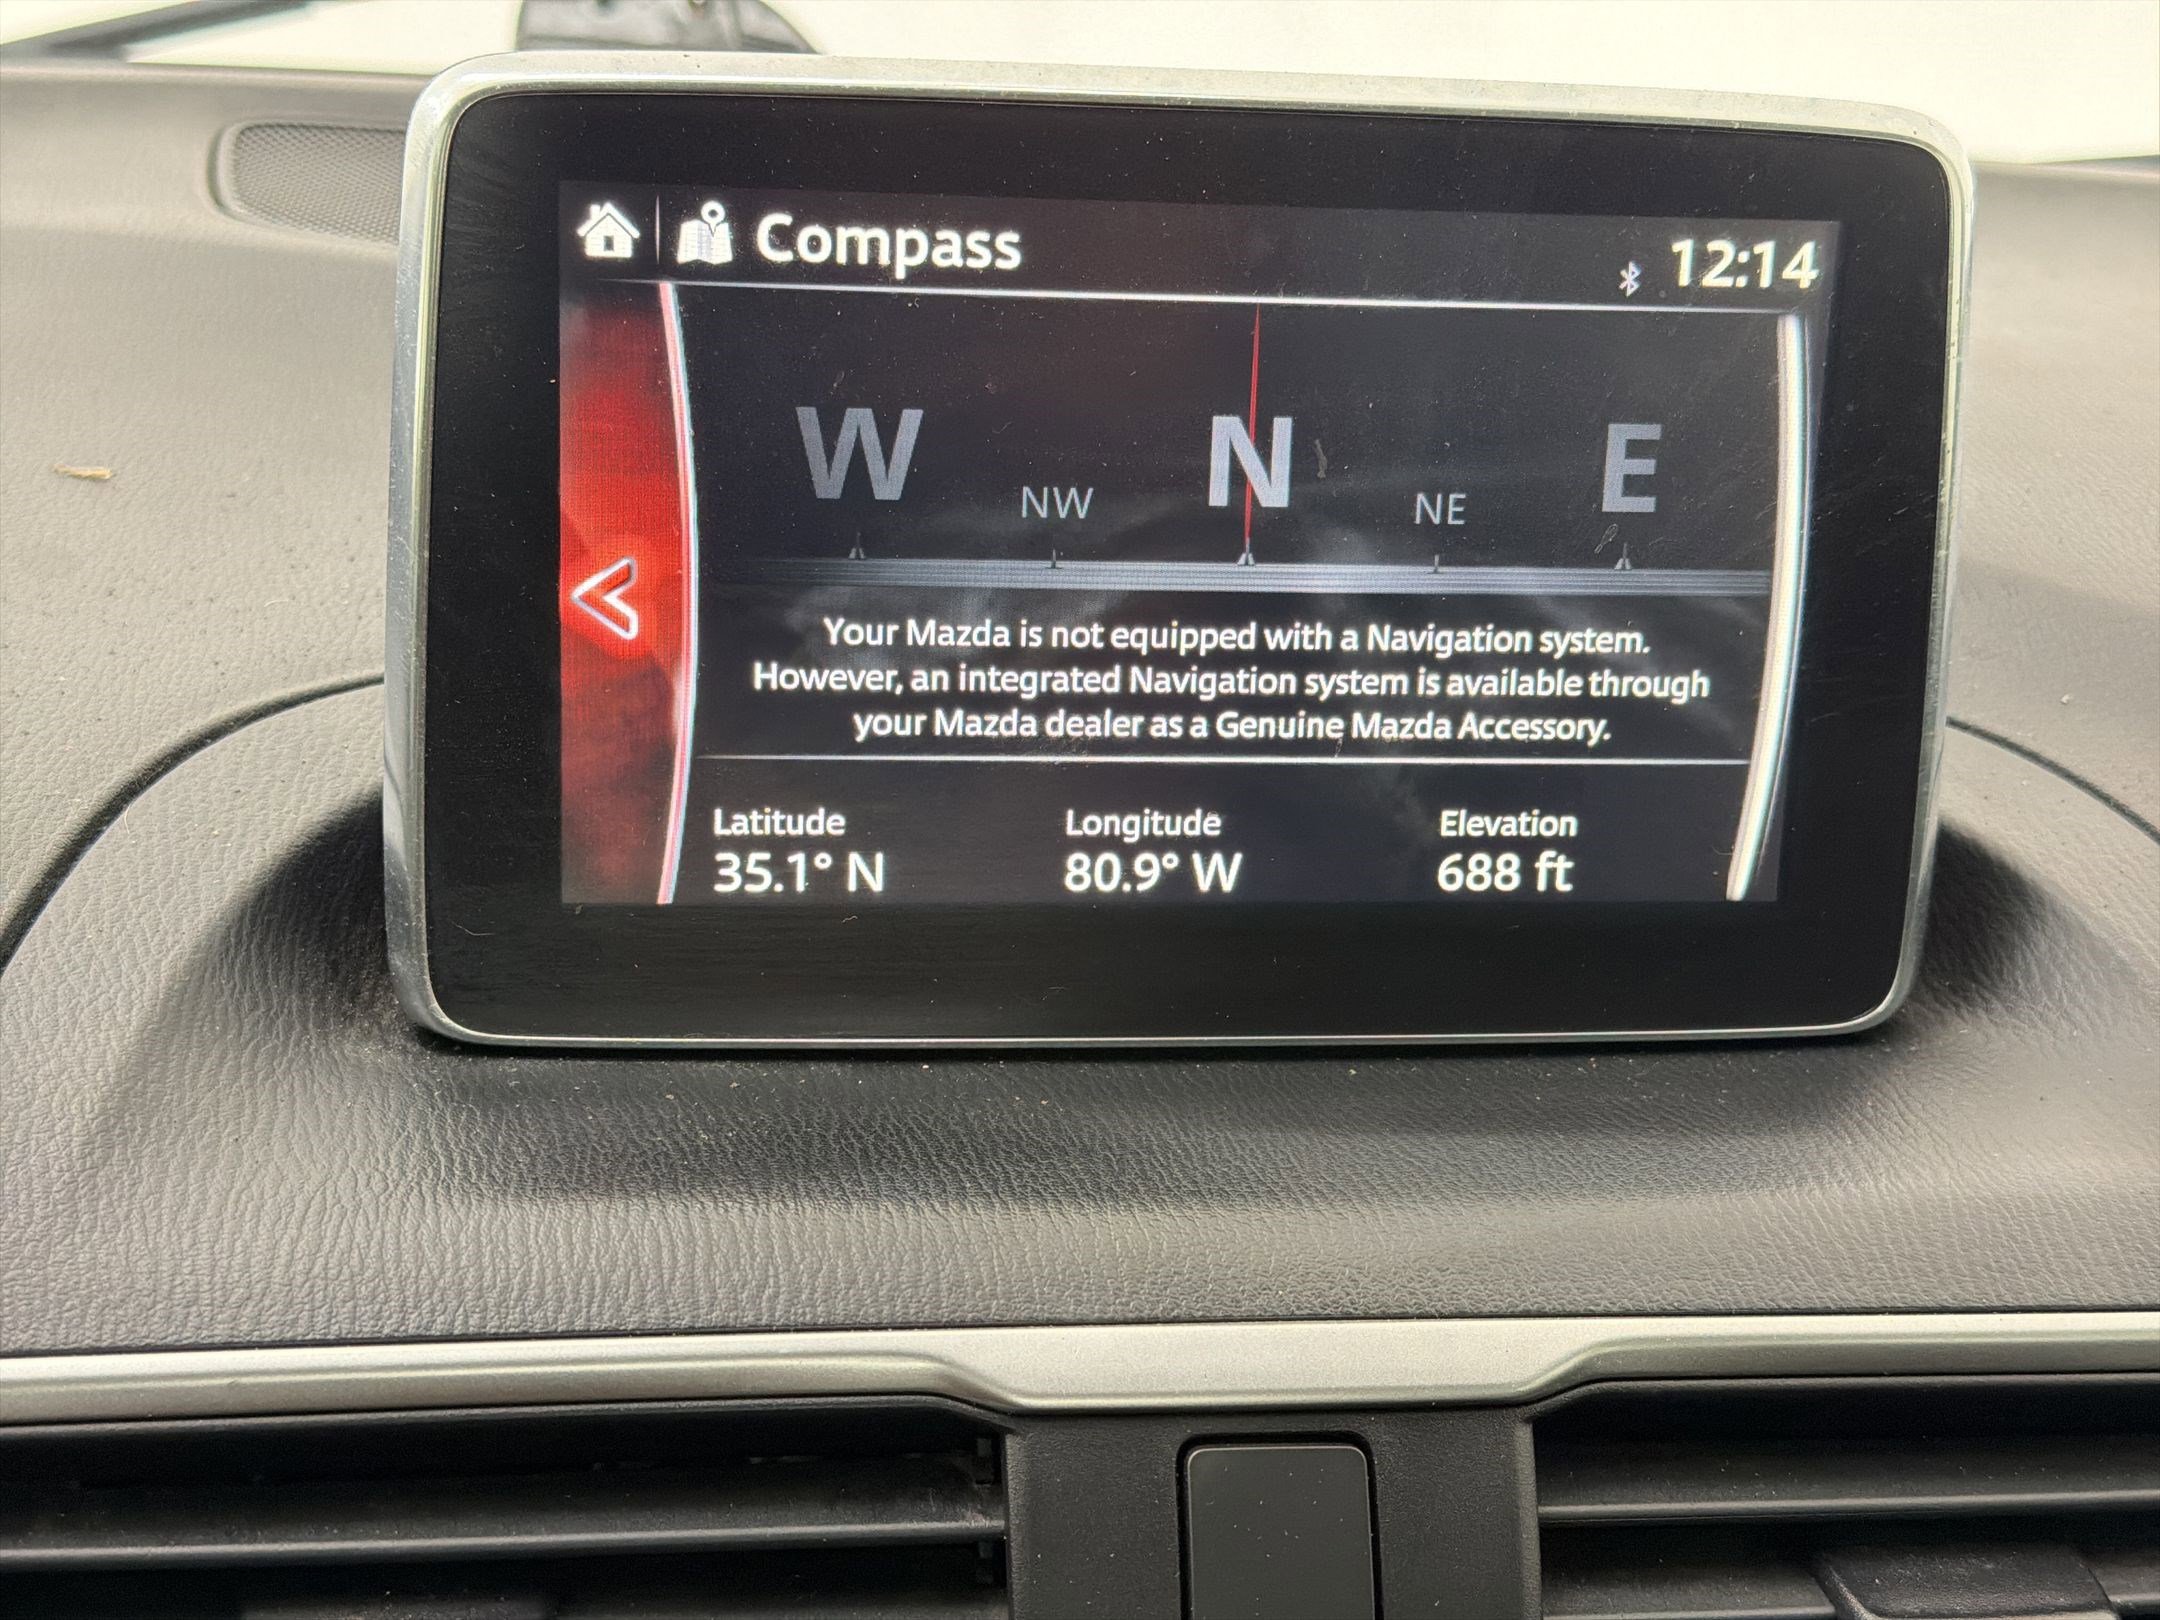 Compass
12:14
W NW N NE E
Your Mazda is not equipped with a Navigation system.
However, an integrated Navigation system is available through
your Mazda dealer as a Genuine Mazda Accessory.
Latitude Longitude Elevation
35.1° N 80.9° W 688 ft